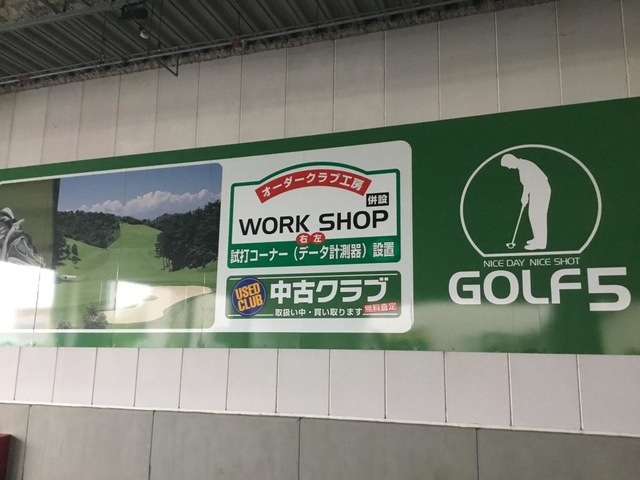 オーダークラブ工房
併設
WORK SHOP
右 左
試打コーナー(データ計測器)設置
USED CLUB
中古クラブ
取扱い中・買い取ります 無料査定
NICE DAY NICE SHOT
GOLF5